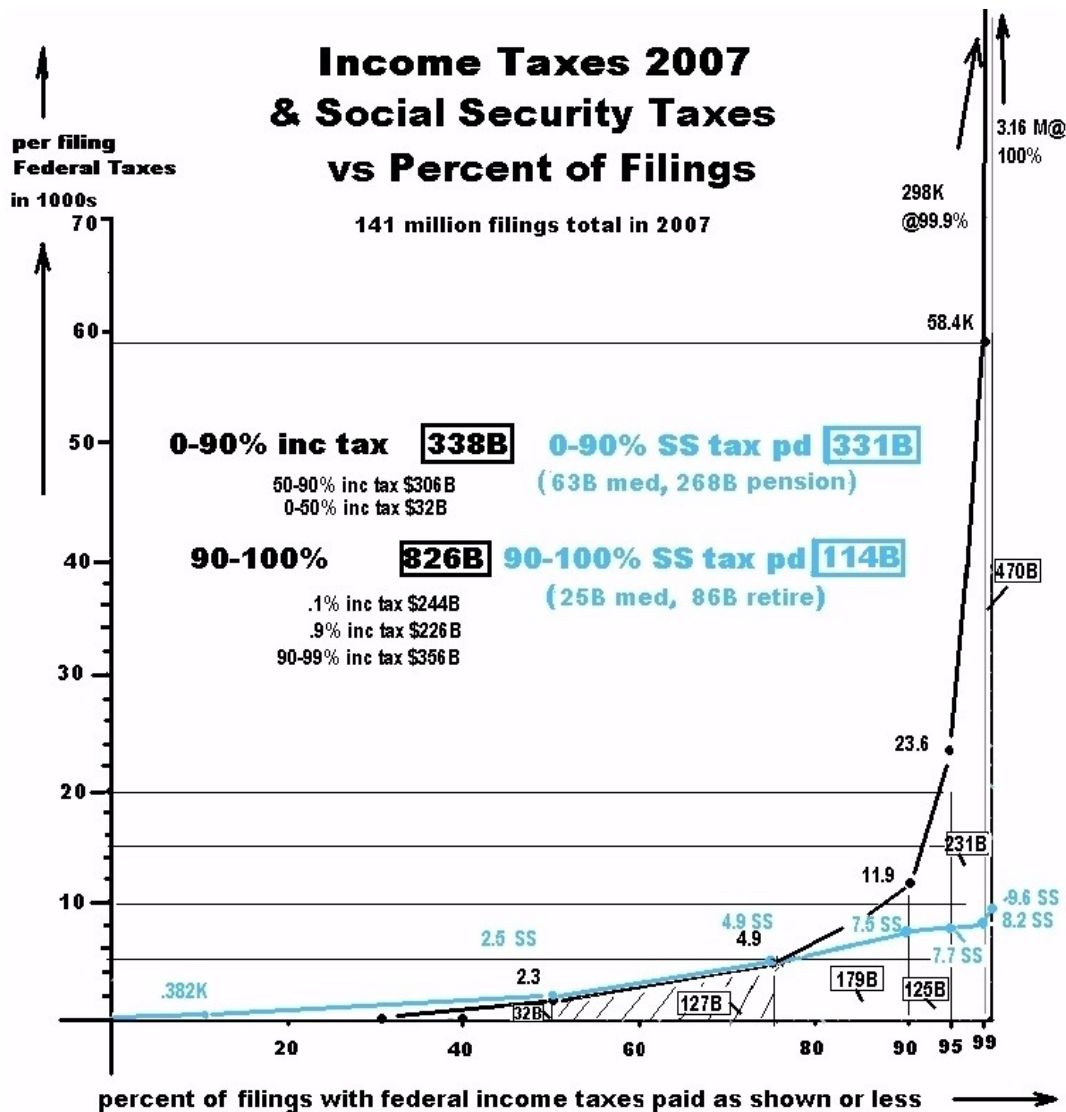 Income Taxes 2007
& Social Security Taxes
vs Percent of Filings
141 million filings total in 2007
per filing
Federal Taxes
in 1000s
3.16 M@
100%
298K
@99.9%
70
60
58.4K
50
0-90% inc tax 338B
0-90% SS tax pd 331B
50-90% inc tax $306B
(63B med, 268B pension)
0-50% inc tax $32B
40
90-100% 826B
90-100% SS tax pd 114B
470B
.1% inc tax $244B
(25B med, 86B retire)
.9% inc tax $226B
90-99% inc tax $356B
30
23.6
20
231B
11.9
10
-9.6 SS
8.2 SS
7.5 SS
4.9 SS
4.9
2.5 SS
7.7 SS
2.3
.382K
179B
125B
127B
32B
20 40 60 80 90 95 99
percent of filings with federal income taxes paid as shown or less